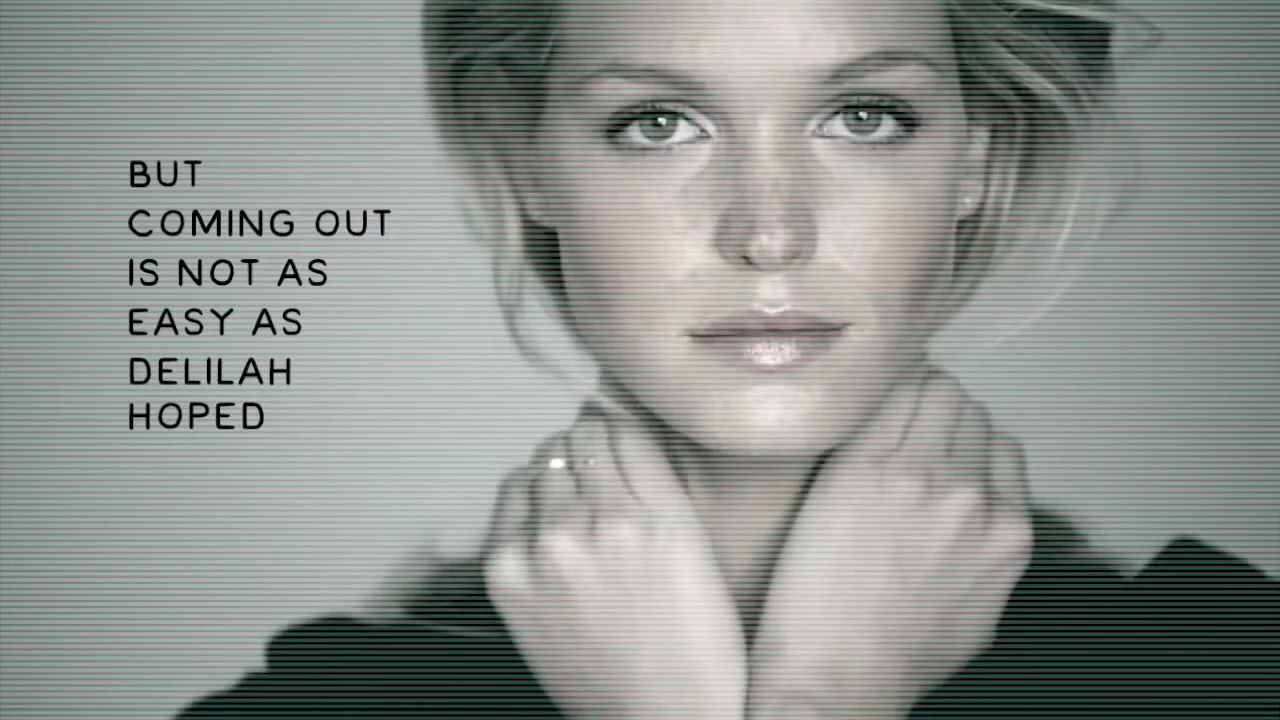 BUT
COMING OUT
IS NOT AS
EASY AS
DELILAH
HOPED